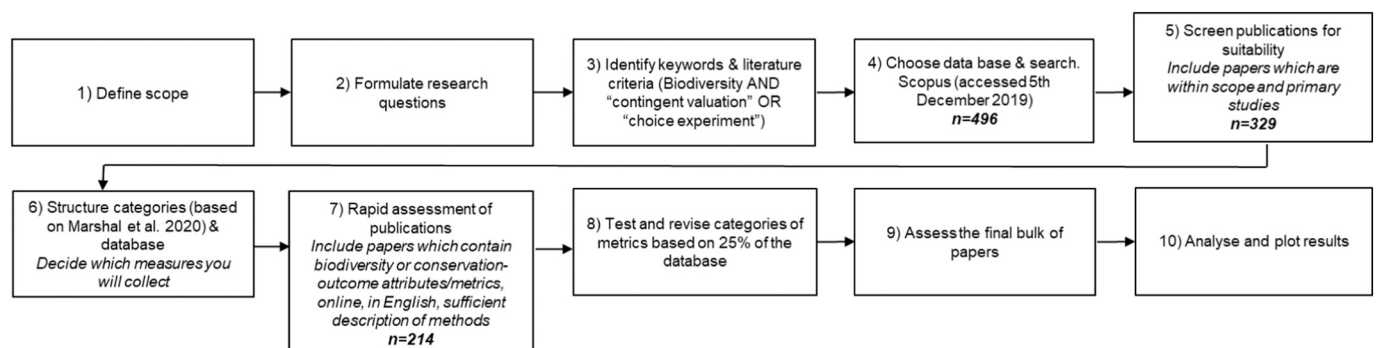 1) Define scope
2) Formulate research
questions
3) Identify keywords & literature
criteria (Biodiversity AND
“contingent valuation” OR
“choice experiment”)
4) Choose data base & search.
Scopus (accessed 5th
December 2019)
n=496
5) Screen publications for
suitability
Include papers which are
within scope and primary
studies
n=329
6) Structure categories (based
on Marshal et al. 2020) &
database
Decide which measures you
will collect
7) Rapid assessment of
publications
Include papers which contain
biodiversity or conservation-
outcome attributes/metrics,
online, in English, sufficient
description of methods
n=214
8) Test and revise categories of
metrics based on 25% of the
database
9) Assess the final bulk of
papers
10) Analyse and plot results